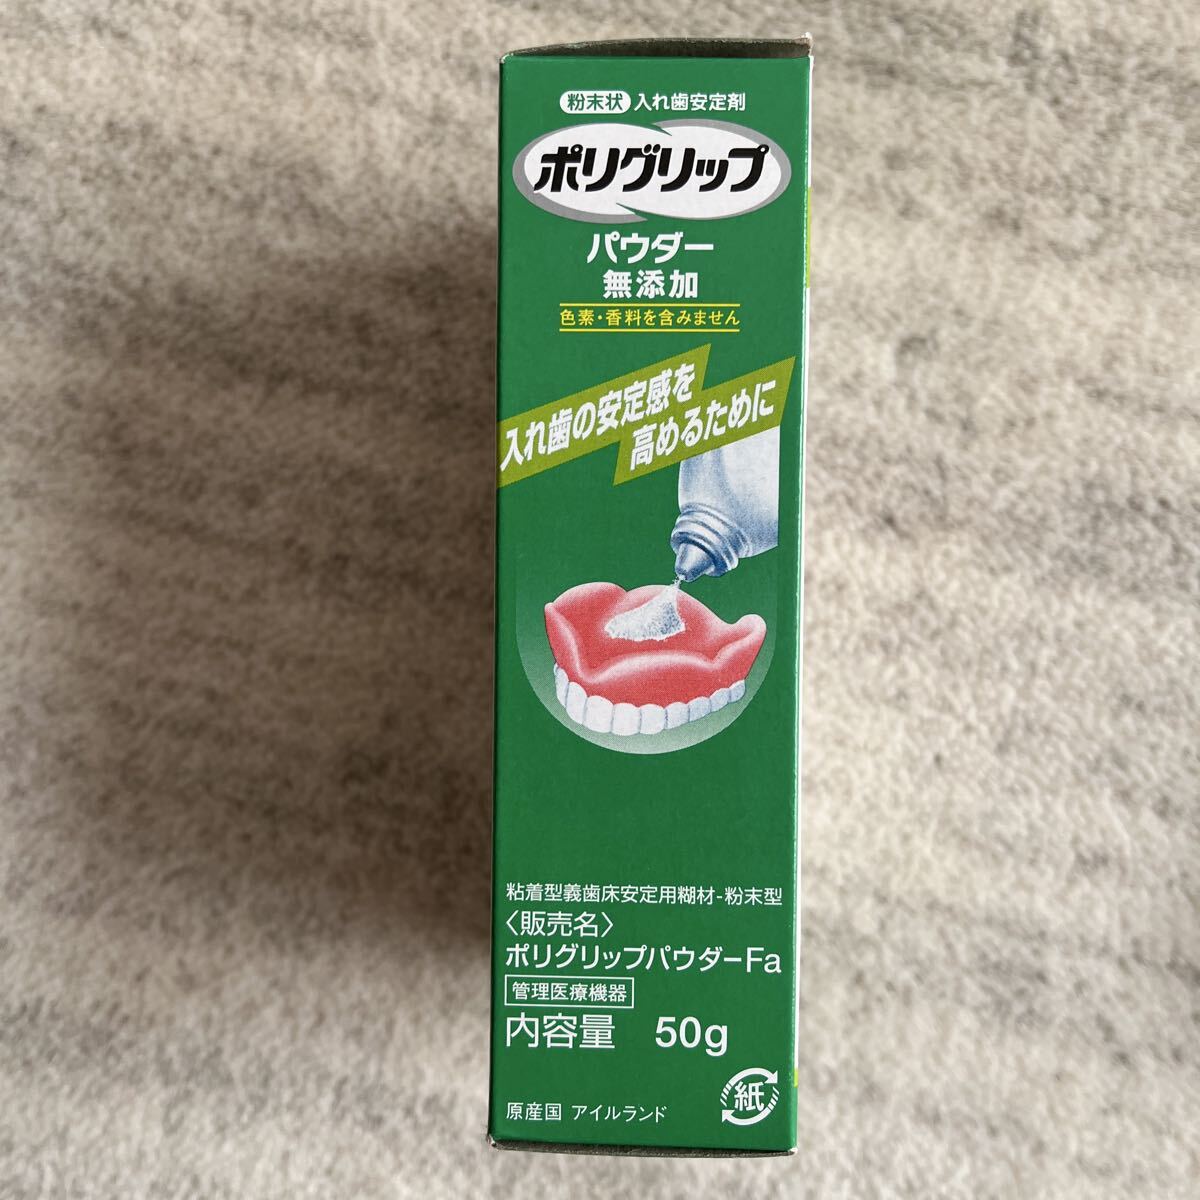 粉末状 入れ歯安定剤
ポリグリップ
パウダー
無添加
色素・香料を含みません
入れ歯の安定感を
高めるために
粘着型義歯床安定用糊材-粉末型
〈販売名〉
ポリグリップパウダーFa
管理医療機器
内容量 50g
紙
原産国 アイルランド